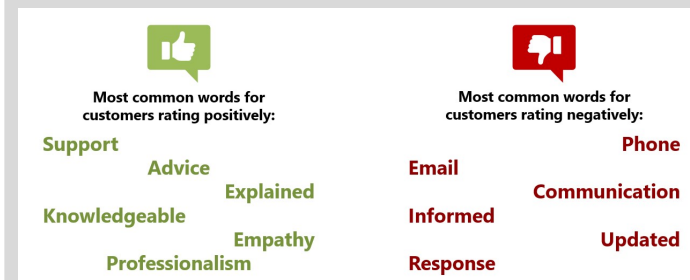 Most common words for
customers rating positively:
Support
Advice
Explained
Knowledgeable
Empathy
Professionalism
Most common words for
customers rating negatively:
Phone
Email
Communication
Informed
Updated
Response